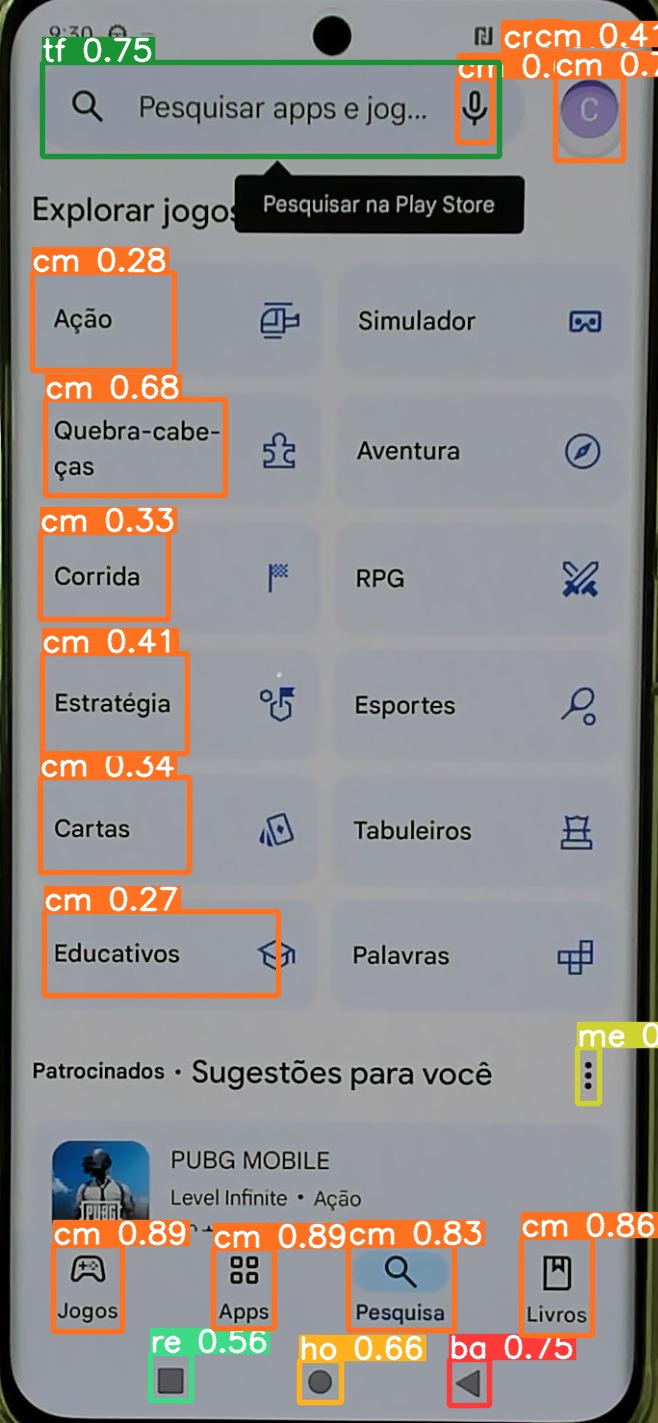 9:30
tf 0.75
cm 0.
cm 0.7
cm 0.41
Pesquisar apps e jog...
C
Pesquisar na Play Store
Explorar jogos
cm 0.28
Ação
Simulador
cm 0.68
Quebra-cabe-
ças
Aventura
cm 0.33
Corrida
RPG
cm 0.41
Estratégia
Esportes
cm 0.34
Cartas
Tabuleiros
cm 0.27
Educativos
Palavras
me 0
Patrocinados • Sugestões para você
PUBG MOBILE
Level Infinite • Ação
PUBG
cm 0.89
cm 0.89
cm 0.83
cm 0.86
Jogos
Apps
Pesquisa
Livros
re 0.56
ho 0.66
ba 0.75